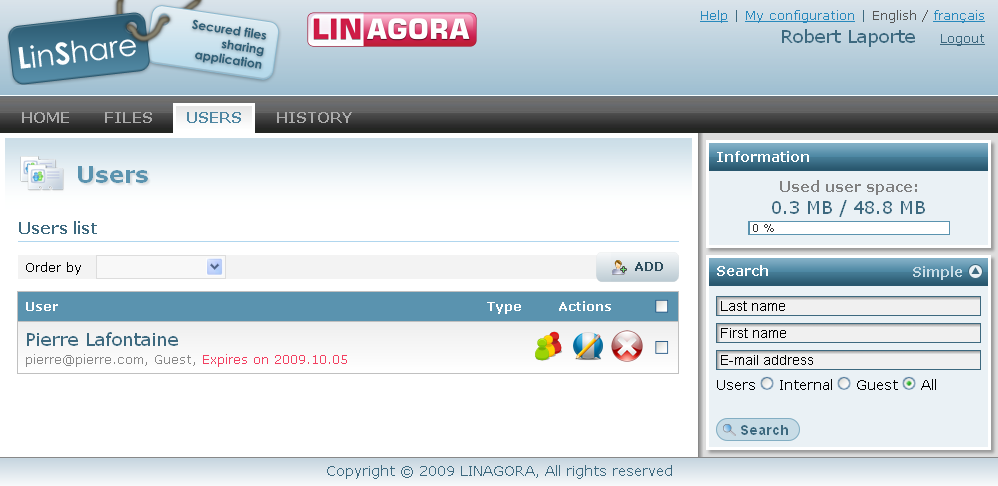 LinShare
Secured files
sharing
application
LINAGORA
Help | My configuration | English / français
Robert Laporte Logout
HOME FILES USERS HISTORY
Users
Users list
Order by
ADD
User Type Actions
Pierre Lafontaine
pierre@pierre.com, Guest, Expires on 2009.10.05
Information
Used user space:
0.3 MB / 48.8 MB
0 %
Search Simple
Last name
First name
E-mail address
Users Internal Guest All
Search
Copyright © 2009 LINAGORA, All rights reserved